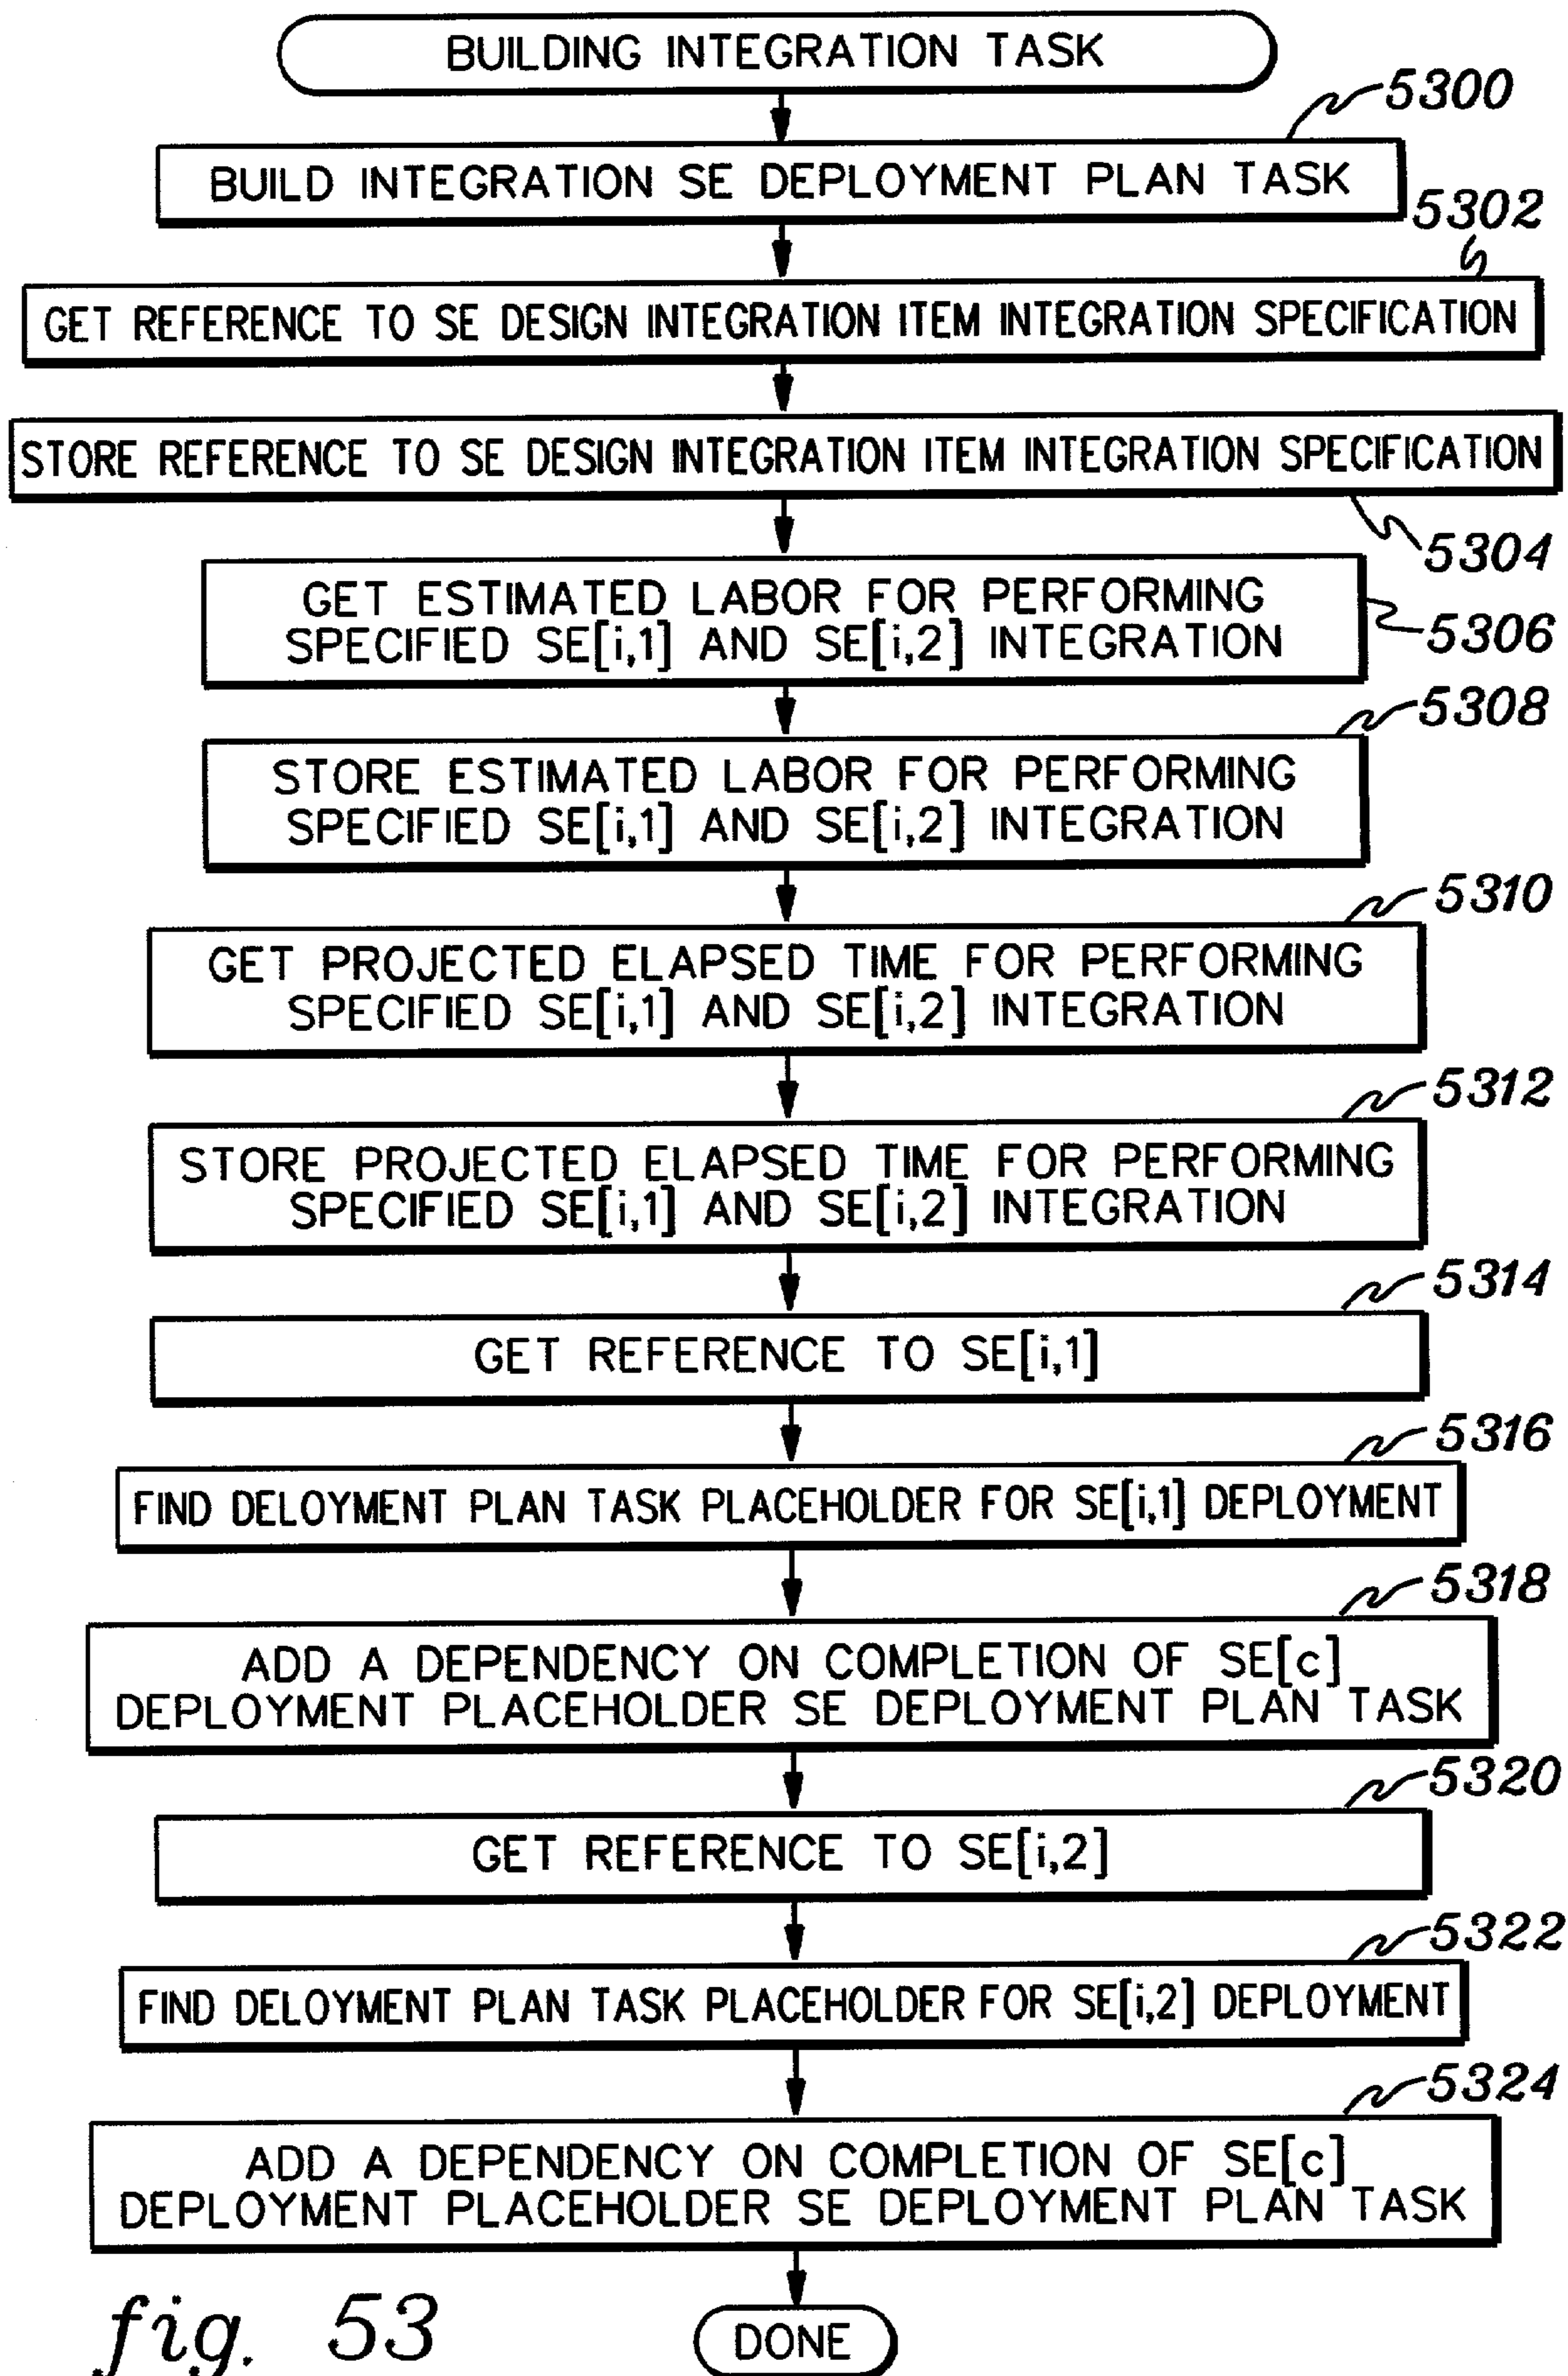 BUILDING INTEGRATION TASK
5300
BUILD INTEGRATION SE DEPLOYMENT PLAN TASK
5302
GET REFERENCE TO SE DESIGN INTEGRATION ITEM INTEGRATION SPECIFICATION
STORE REFERENCE TO SE DESIGN INTEGRATION ITEM INTEGRATION SPECIFICATION
5304
GET ESTIMATED LABOR FOR PERFORMING
SPECIFIED SE[i,1] AND SE[i,2] INTEGRATION
5306
5308
STORE ESTIMATED LABOR FOR PERFORMING
SPECIFIED SE[i,1] AND SE[i,2] INTEGRATION
5310
GET PROJECTED ELAPSED TIME FOR PERFORMING
SPECIFIED SE[i,1] AND SE[i,2] INTEGRATION
5312
STORE PROJECTED ELAPSED TIME FOR PERFORMING
SPECIFIED SE[i,1] AND SE[i,2] INTEGRATION
5314
GET REFERENCE TO SE[i,1]
5316
FIND DELOYMENT PLAN TASK PLACEHOLDER FOR SE[i,1] DEPLOYMENT
5318
ADD A DEPENDENCY ON COMPLETION OF SE[c]
DEPLOYMENT PLACEHOLDER SE DEPLOYMENT PLAN TASK
5320
GET REFERENCE TO SE[i,2]
5322
FIND DELOYMENT PLAN TASK PLACEHOLDER FOR SE[i,2] DEPLOYMENT
5324
ADD A DEPENDENCY ON COMPLETION OF SE[c]
DEPLOYMENT PLACEHOLDER SE DEPLOYMENT PLAN TASK
fig. 53
DONE